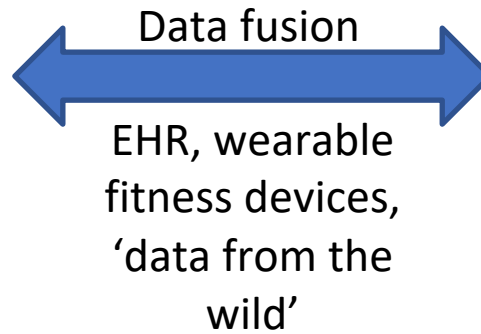 Data fusion
EHR, wearable
fitness devices,
‘data from the
wild’